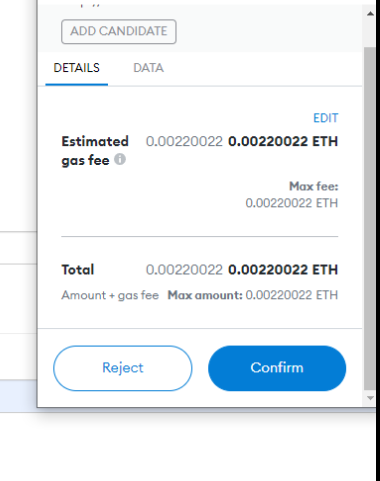 ADD CANDIDATE
DETAILS DATA
EDIT
Estimated gas fee 0.00220022 0.00220022 ETH
Max fee:
0.00220022 ETH
Total 0.00220022 0.00220022 ETH
Amount + gas fee Max amount: 0.00220022 ETH
Reject Confirm